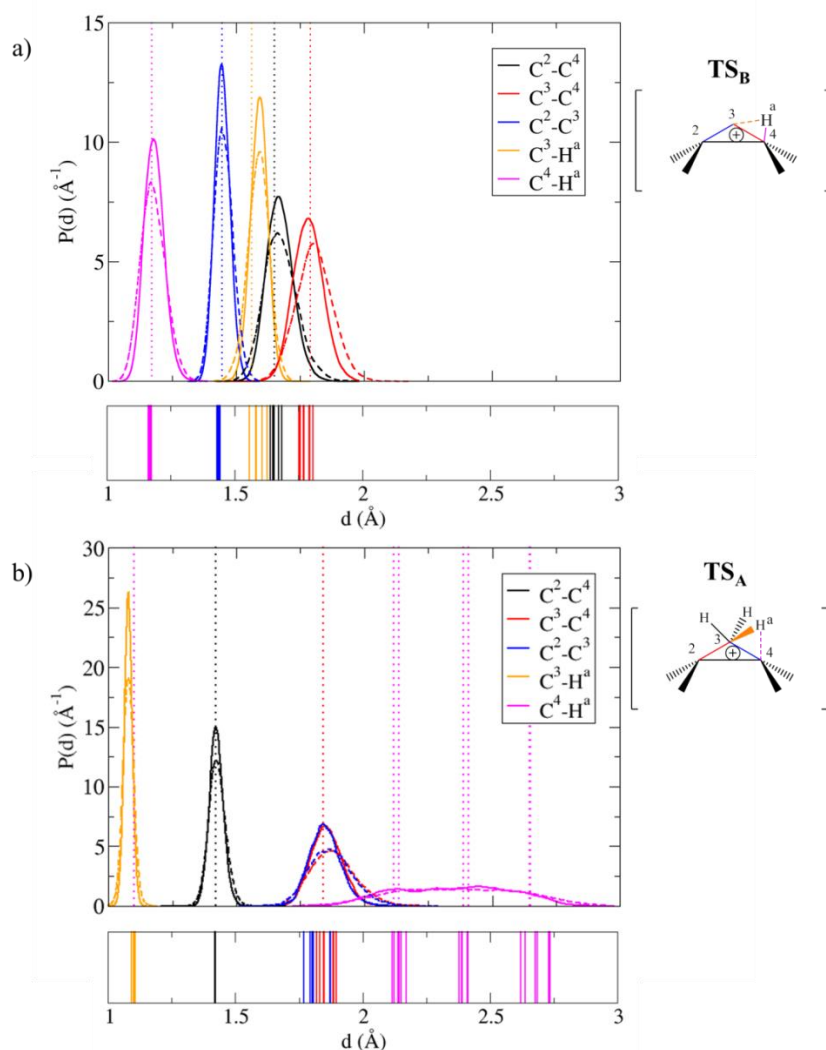 a)
15
10
5
0
P(d) (Å⁻¹)
C²-C⁴
C³-C⁴
C²-C³
C³-Hᵃ
C⁴-Hᵃ
TS_B
2
3
⊕
Hᵃ
4
1
1.5
2
2.5
3
d (Å)
b)
30
25
20
15
10
5
0
P(d) (Å⁻¹)
C²-C⁴
C³-C⁴
C²-C³
C³-Hᵃ
C⁴-Hᵃ
TS_A
H
H
Hᵃ
3
2
⊕
4
1
1.5
2
2.5
3
d (Å)